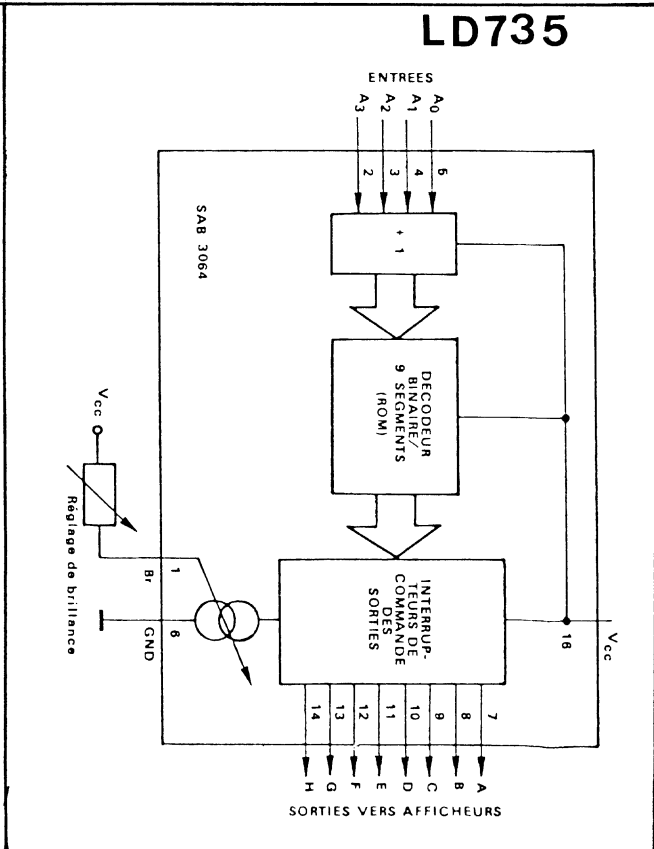 LD735
ENTREES
A3 A2 A1 A0
2 3 4 5
+ 1
SAB 3064
DECODEUR
BINAIRE/
9 SEGMENTS
(ROM)
Vcc
Réglage de brillance
1
Br
6
GND
INTERRUP-
TEURS DE
COMMANDE
DES
SORTIES
16
Vcc
14 13 12 11 10 9 8 7
H G F E D C B A
SORTIES VERS AFFICHEURS